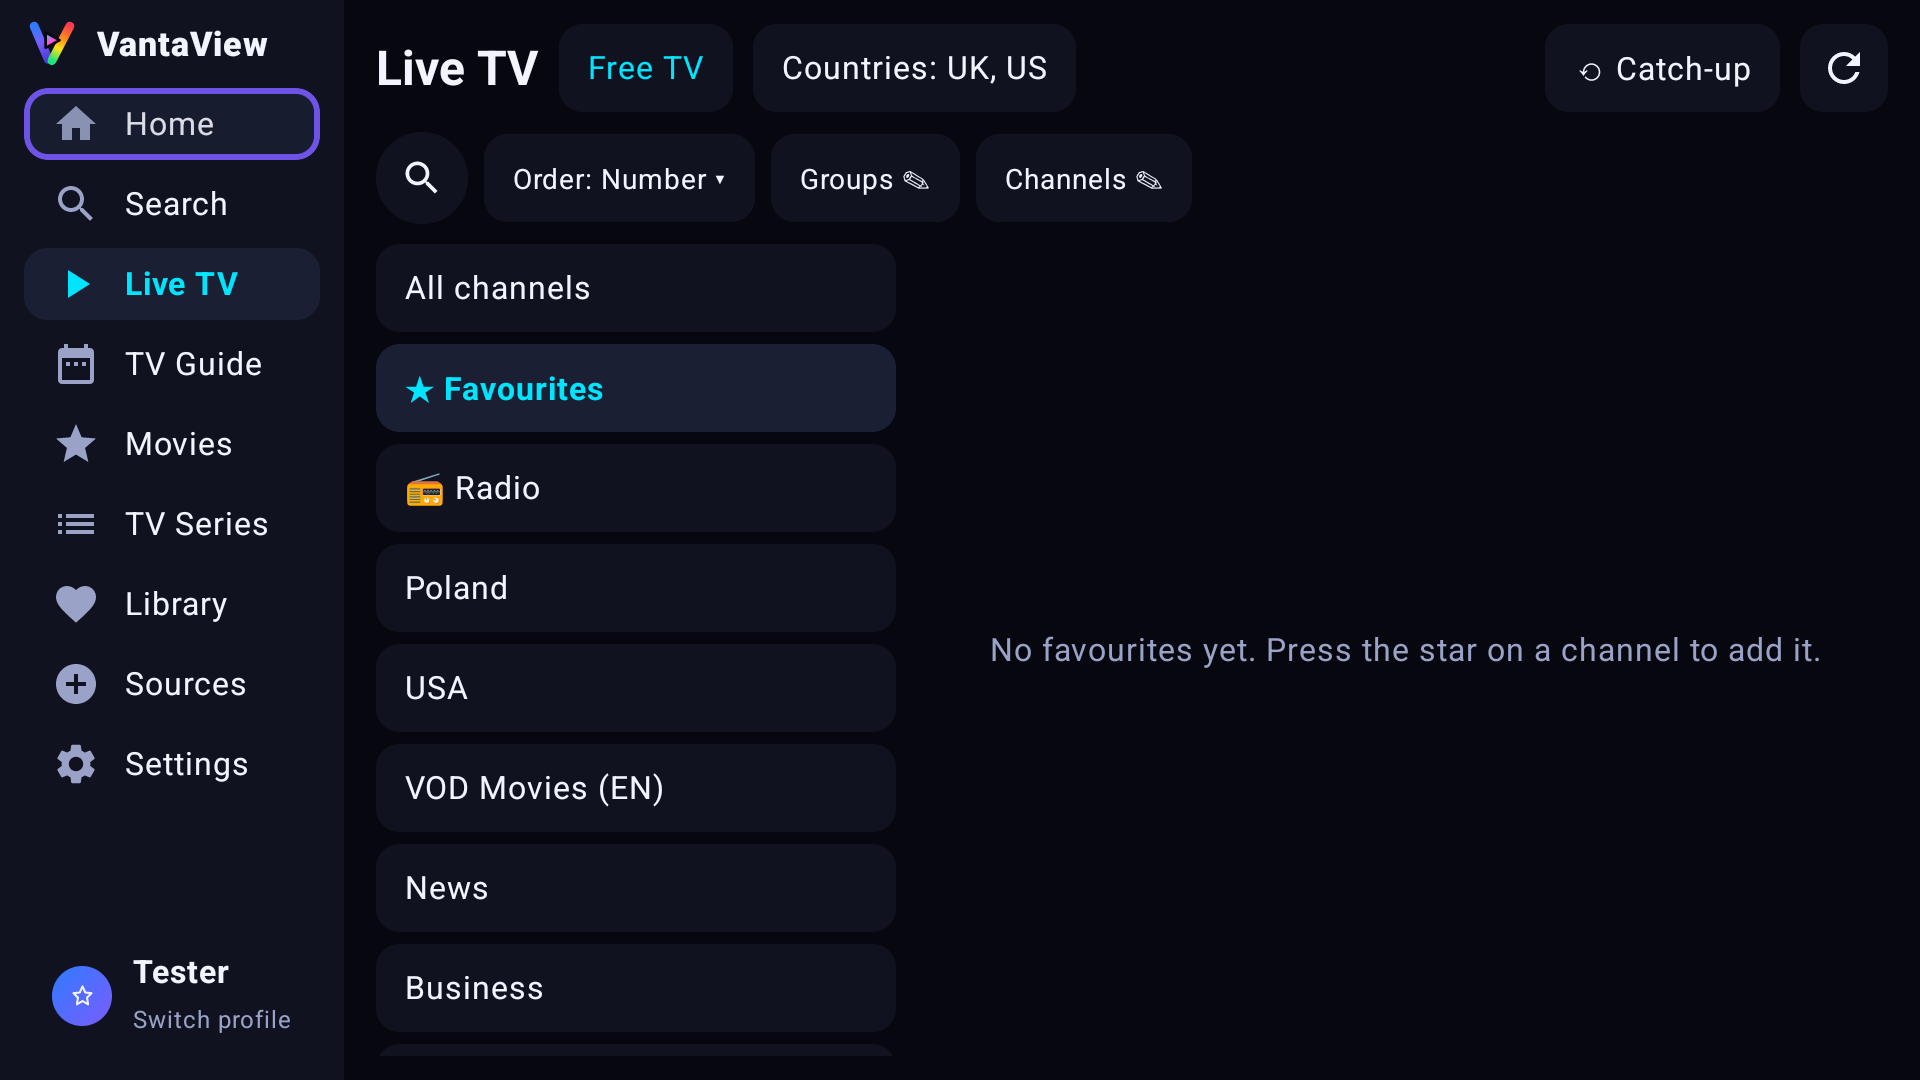 VantaView
Home
Search
Live TV
TV Guide
Movies
TV Series
Library
Sources
Settings
Tester
Switch profile
Live TV
Free TV
Countries: UK, US
⟲ Catch-up
Order: Number ▾
Groups ✎
Channels ✎
All channels
★ Favourites
📻 Radio
Poland
USA
VOD Movies (EN)
News
Business
No favourites yet. Press the star on a channel to add it.